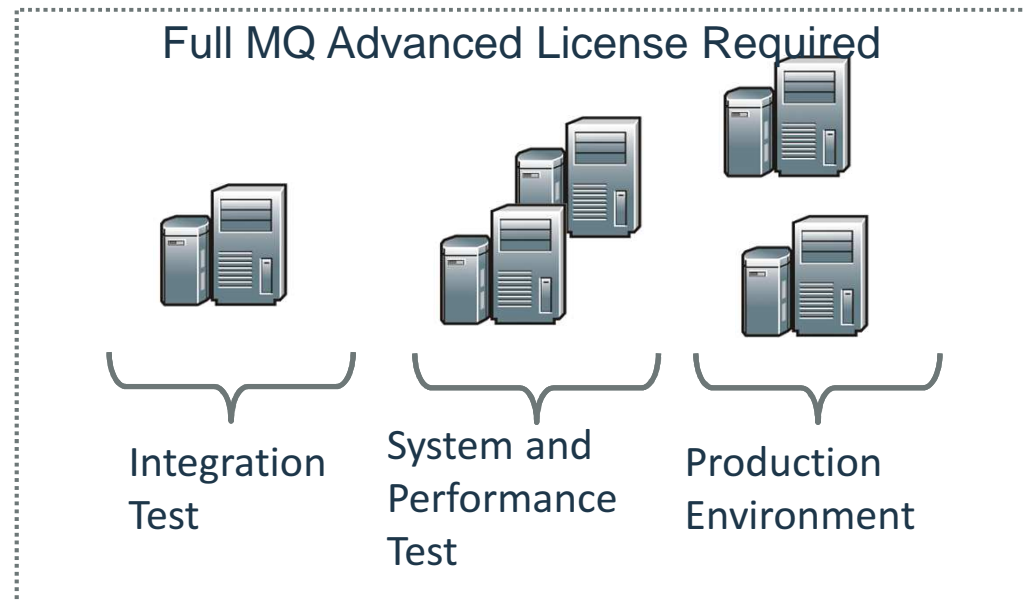 Full MQ Advanced License Required
Integration
Test
System and
Performance
Test
Production
Environment